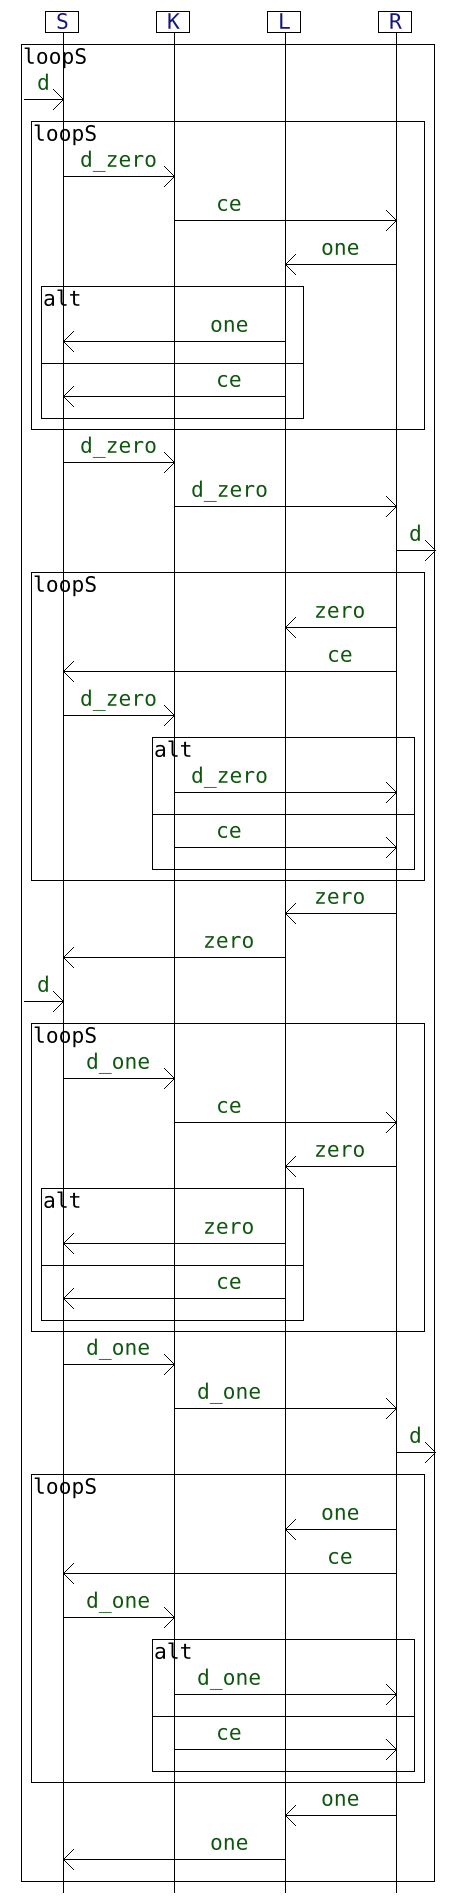 S K L R
loopS
d
loopS
d_zero
ce
one
alt
one
ce
d_zero
d_zero
d
loopS
zero
ce
d_zero
alt
d_zero
ce
zero
zero
d
loopS
d_one
ce
zero
alt
zero
ce
d_one
d_one
d
loopS
one
ce
d_one
alt
d_one
ce
one
one